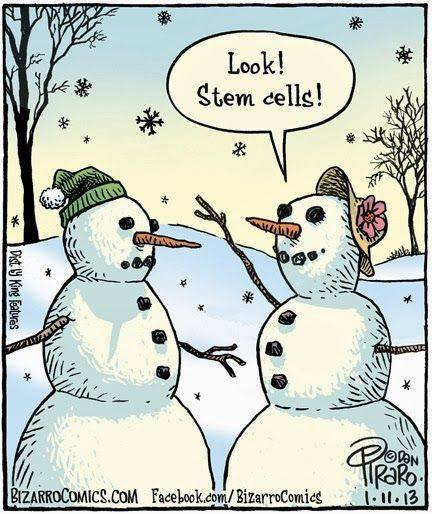 Look!
Stem cells!
Dist. by King Features
BIZARROCOMICS.COM Facebook.com/BizarroComics
©DAN
PIRARO.
1.11.13